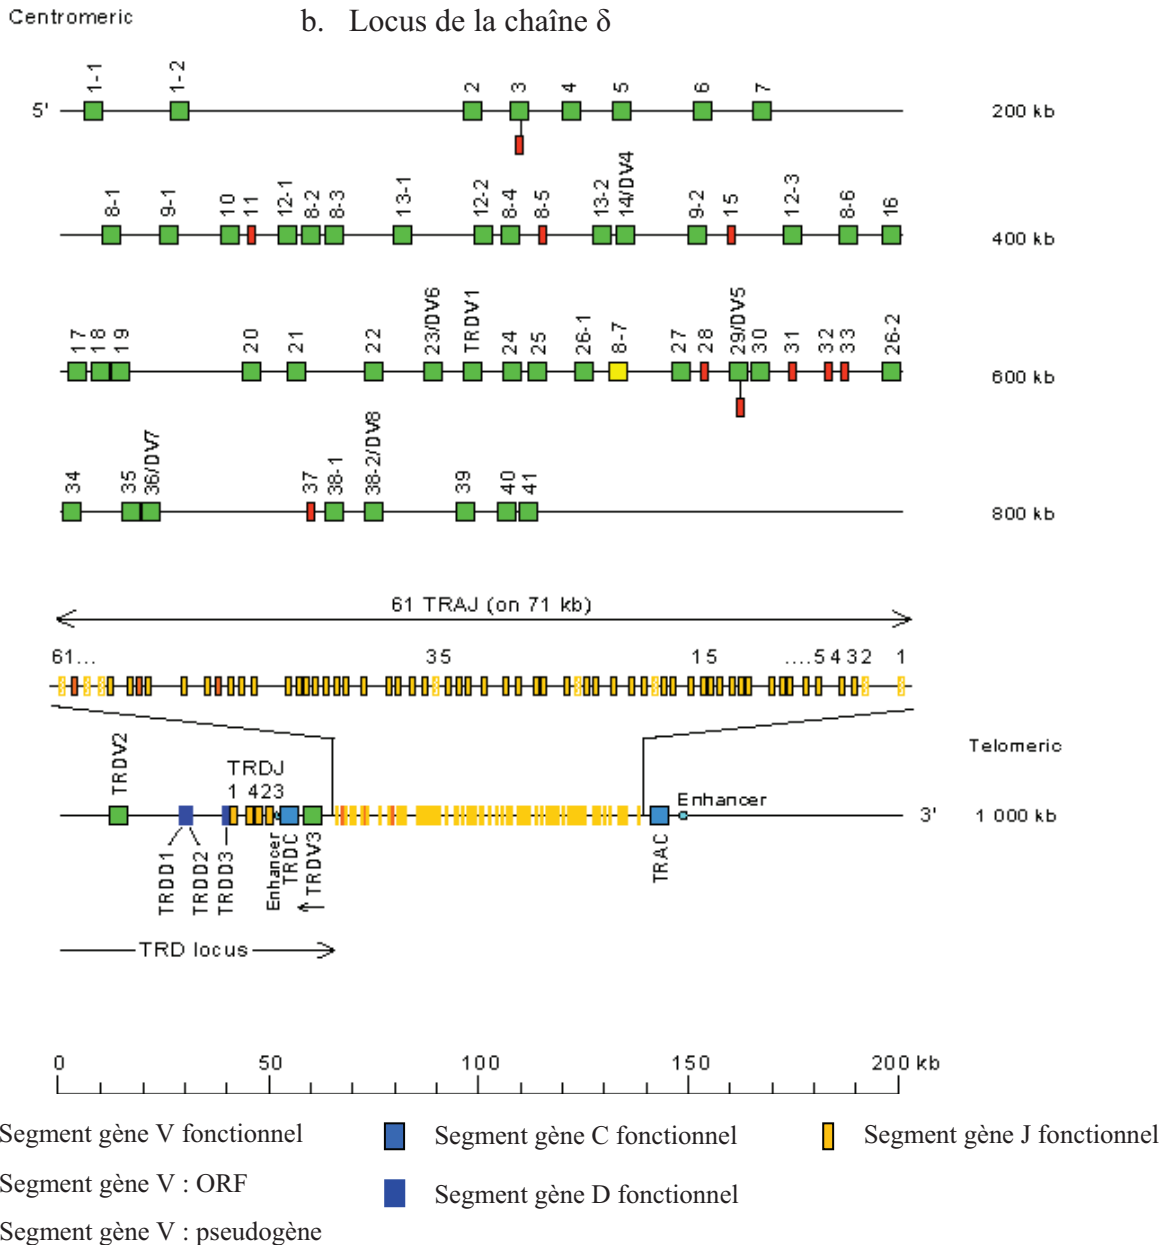 Centromeric
b. Locus de la chaîne δ
1-1 1-2 2 3 4 5 6 7
5' 200 kb
8-1 9-1 10 11 12-1 8-2 8-3 13-1 12-2 8-4 8-5 13-2 14/DV4 9-2 15 12-3 8-6 16
400 kb
17 18 19 20 21 22 23/DV6 TRDV1 24 25 26-1 8-7 27 28 29/DV5 30 31 32 33 26-2
600 kb
34 35 36/DV7 37 38-1 38-2/DV8 39 40 41
800 kb
61 TRAJ (on 71 kb)
61... 35 15 ....5 4 3 2 1
Telomeric
TRDV2
TRDJ
1 423
Enhancer
3' 1 000 kb
TRDD1 TRDD2 TRDD3 Enhancer TRDC TRDV3 TRAC
TRD locus
0 50 100 150 200 kb
Segment gène V fonctionnel
Segment gène C fonctionnel
Segment gène J fonctionnel
Segment gène V : ORF
Segment gène D fonctionnel
Segment gène V : pseudogène